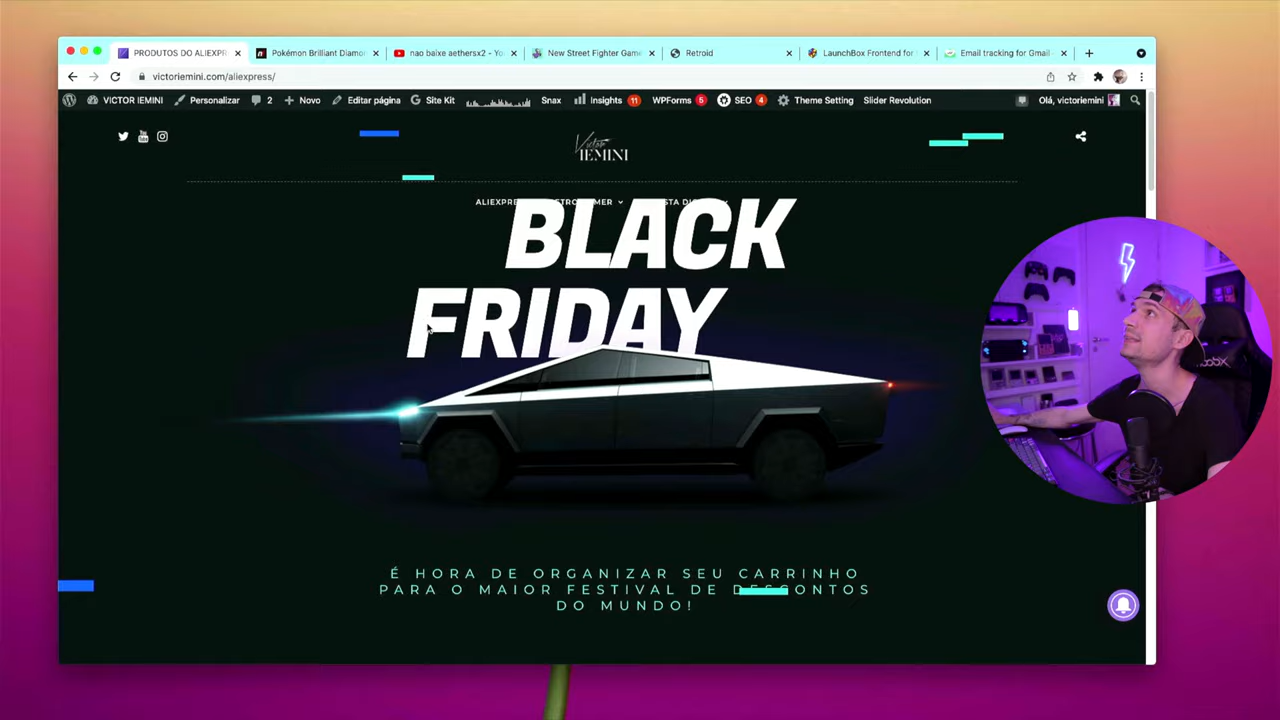 PRODUTOS DO ALIEXPR
Pokémon Brilliant Diamon
nao baixe aethersx2 - Yo
New Street Fighter Game
Retroid
LaunchBox Frontend for
Email tracking for Gmail -
victoriemini.com/aliexpress/
VICTOR IEMINI
Personalizar
2
Novo
Editar página
Site Kit
Snax
Insights 11
WPForms 5
SEO 4
Theme Setting
Slider Revolution
Olá, victoriemini
Victor
IEMINI
BLACK
FRIDAY
É HORA DE ORGANIZAR SEU CARRINHO
PARA O MAIOR FESTIVAL DE DESCONTOS
DO MUNDO!